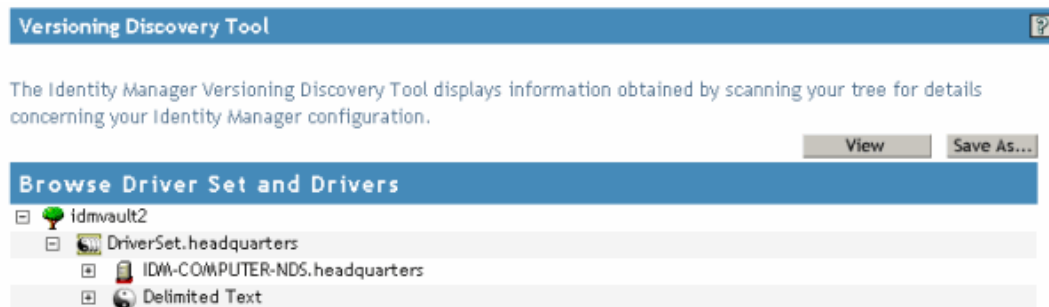 Versioning Discovery Tool
?
The Identity Manager Versioning Discovery Tool displays information obtained by scanning your tree for details
concerning your Identity Manager configuration.
View Save As...
Browse Driver Set and Drivers
idmvault2
DriverSet.headquarters
IDM-COMPUTER-NDS.headquarters
Delimited Text